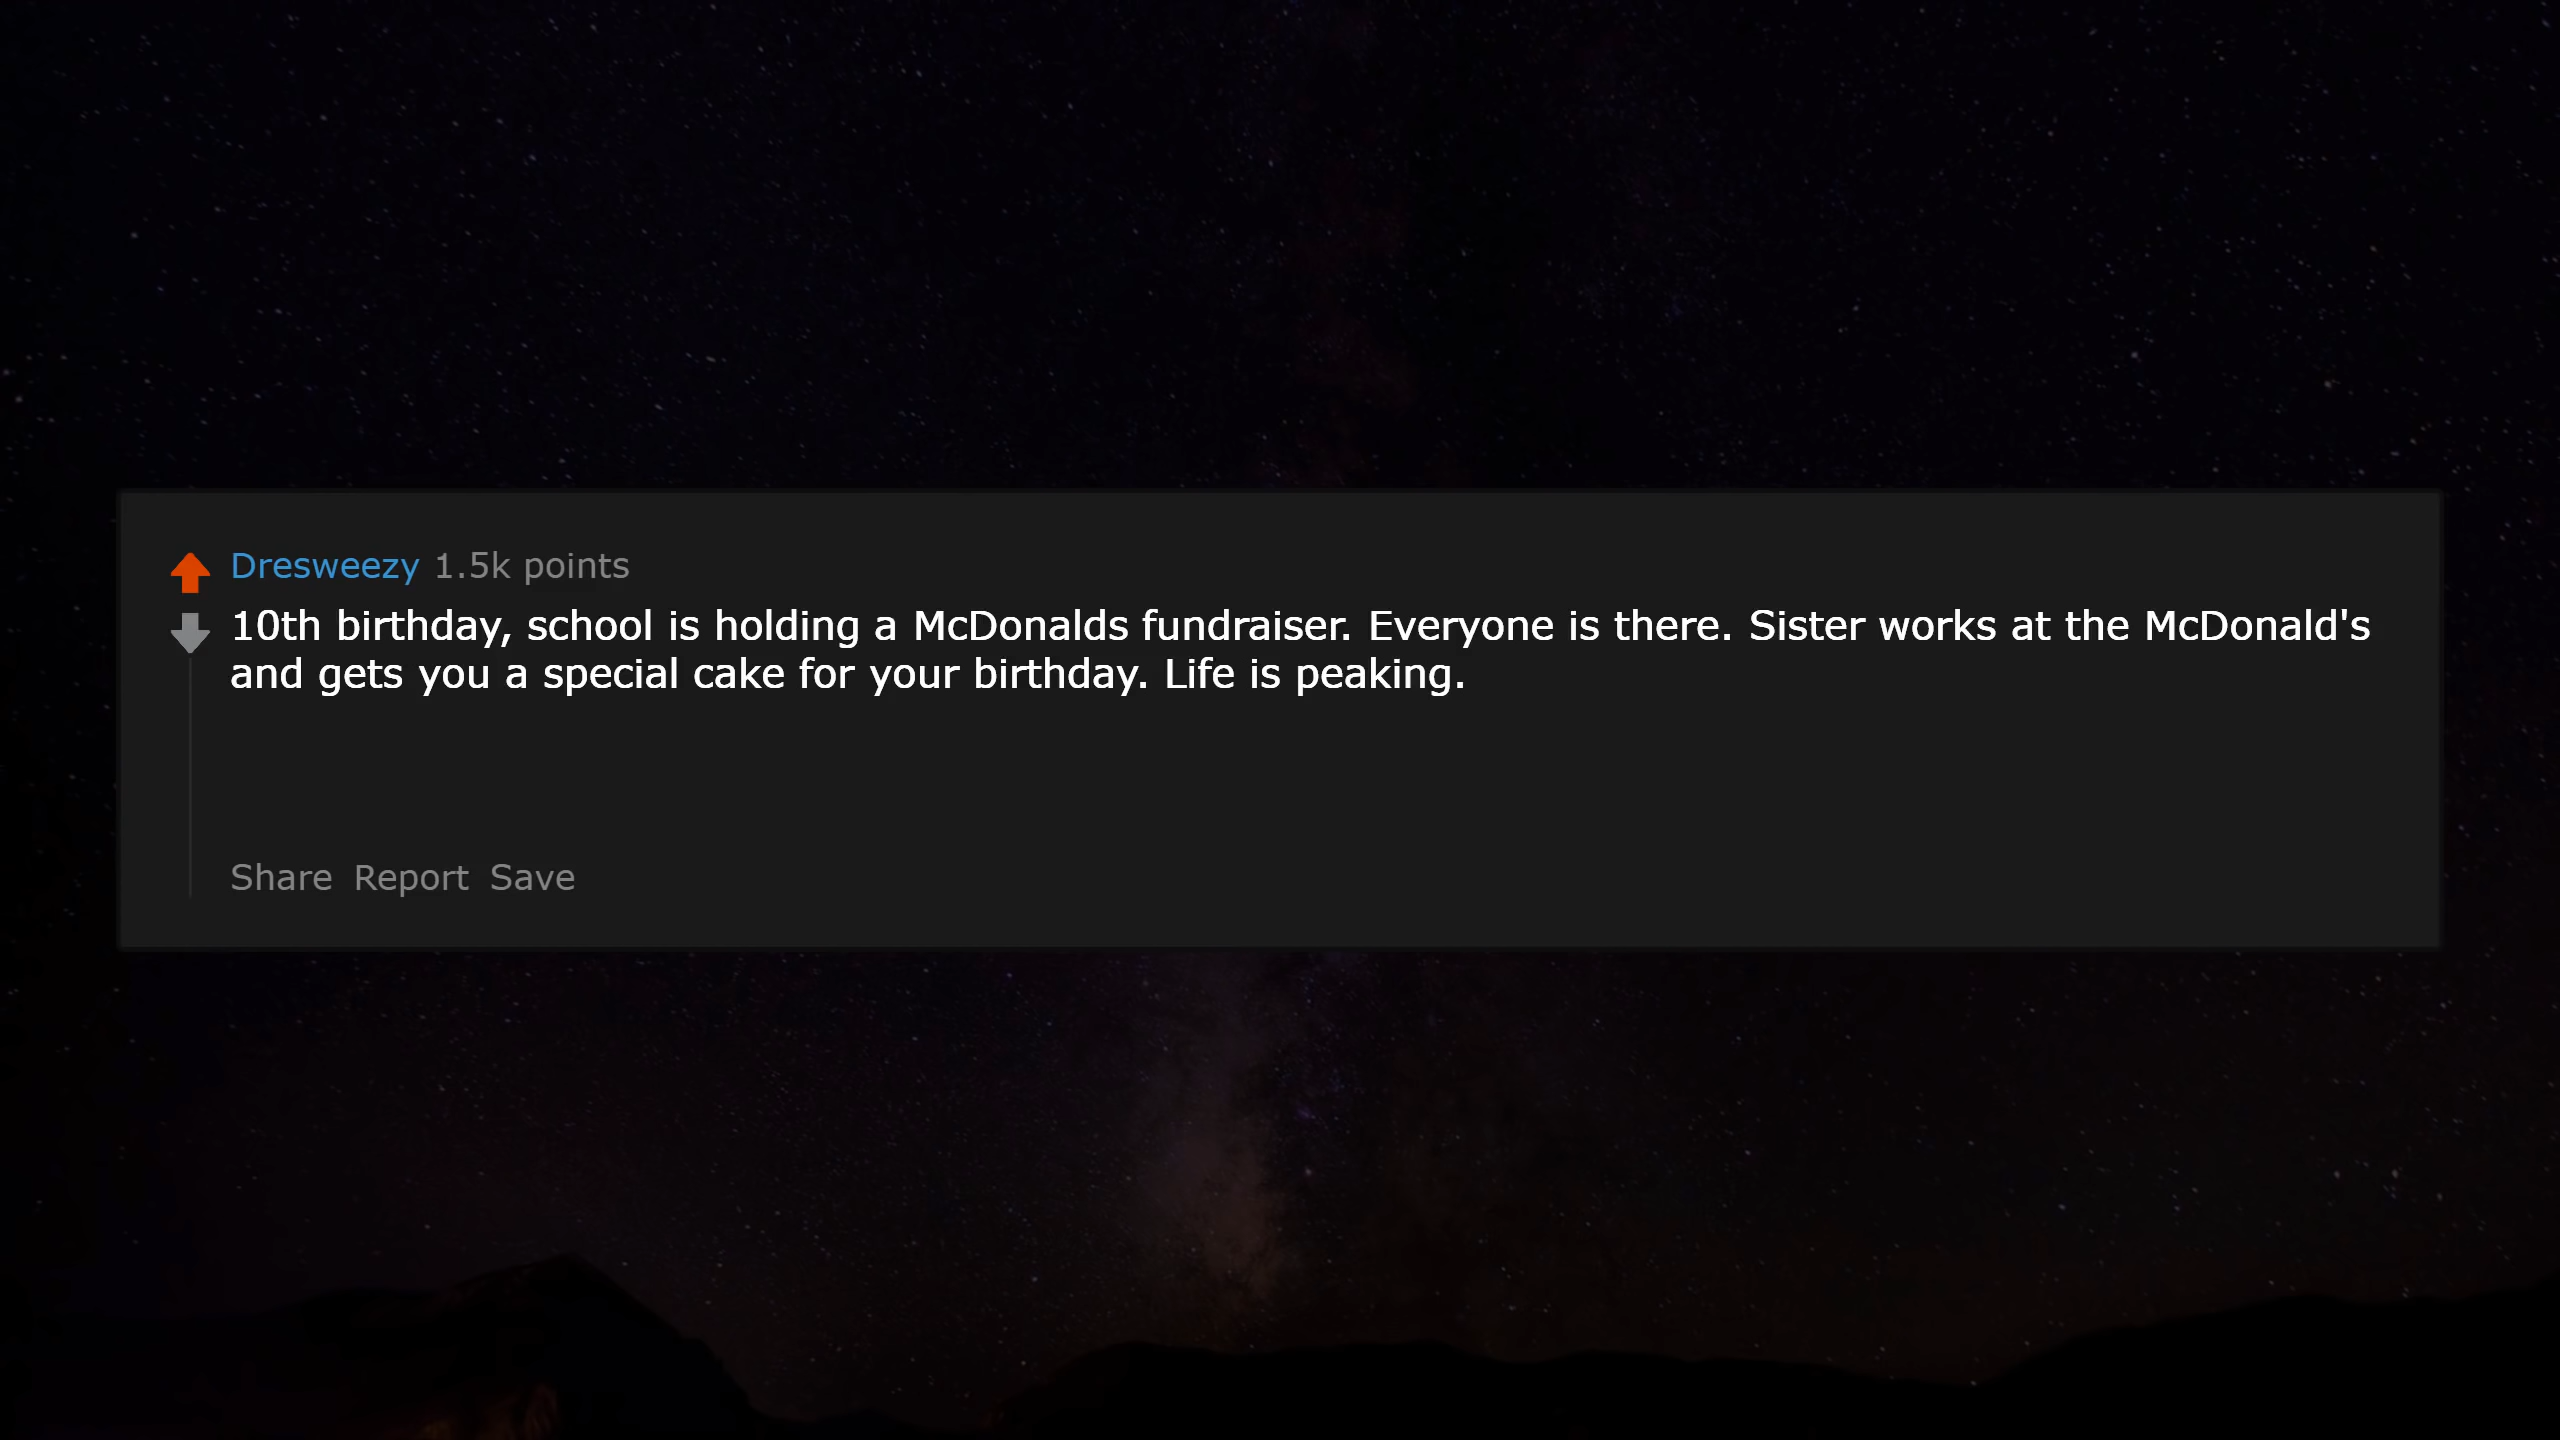 Dresweezy 1.5k points
10th birthday, school is holding a McDonalds fundraiser. Everyone is there. Sister works at the McDonald's
and gets you a special cake for your birthday. Life is peaking.
Share Report Save